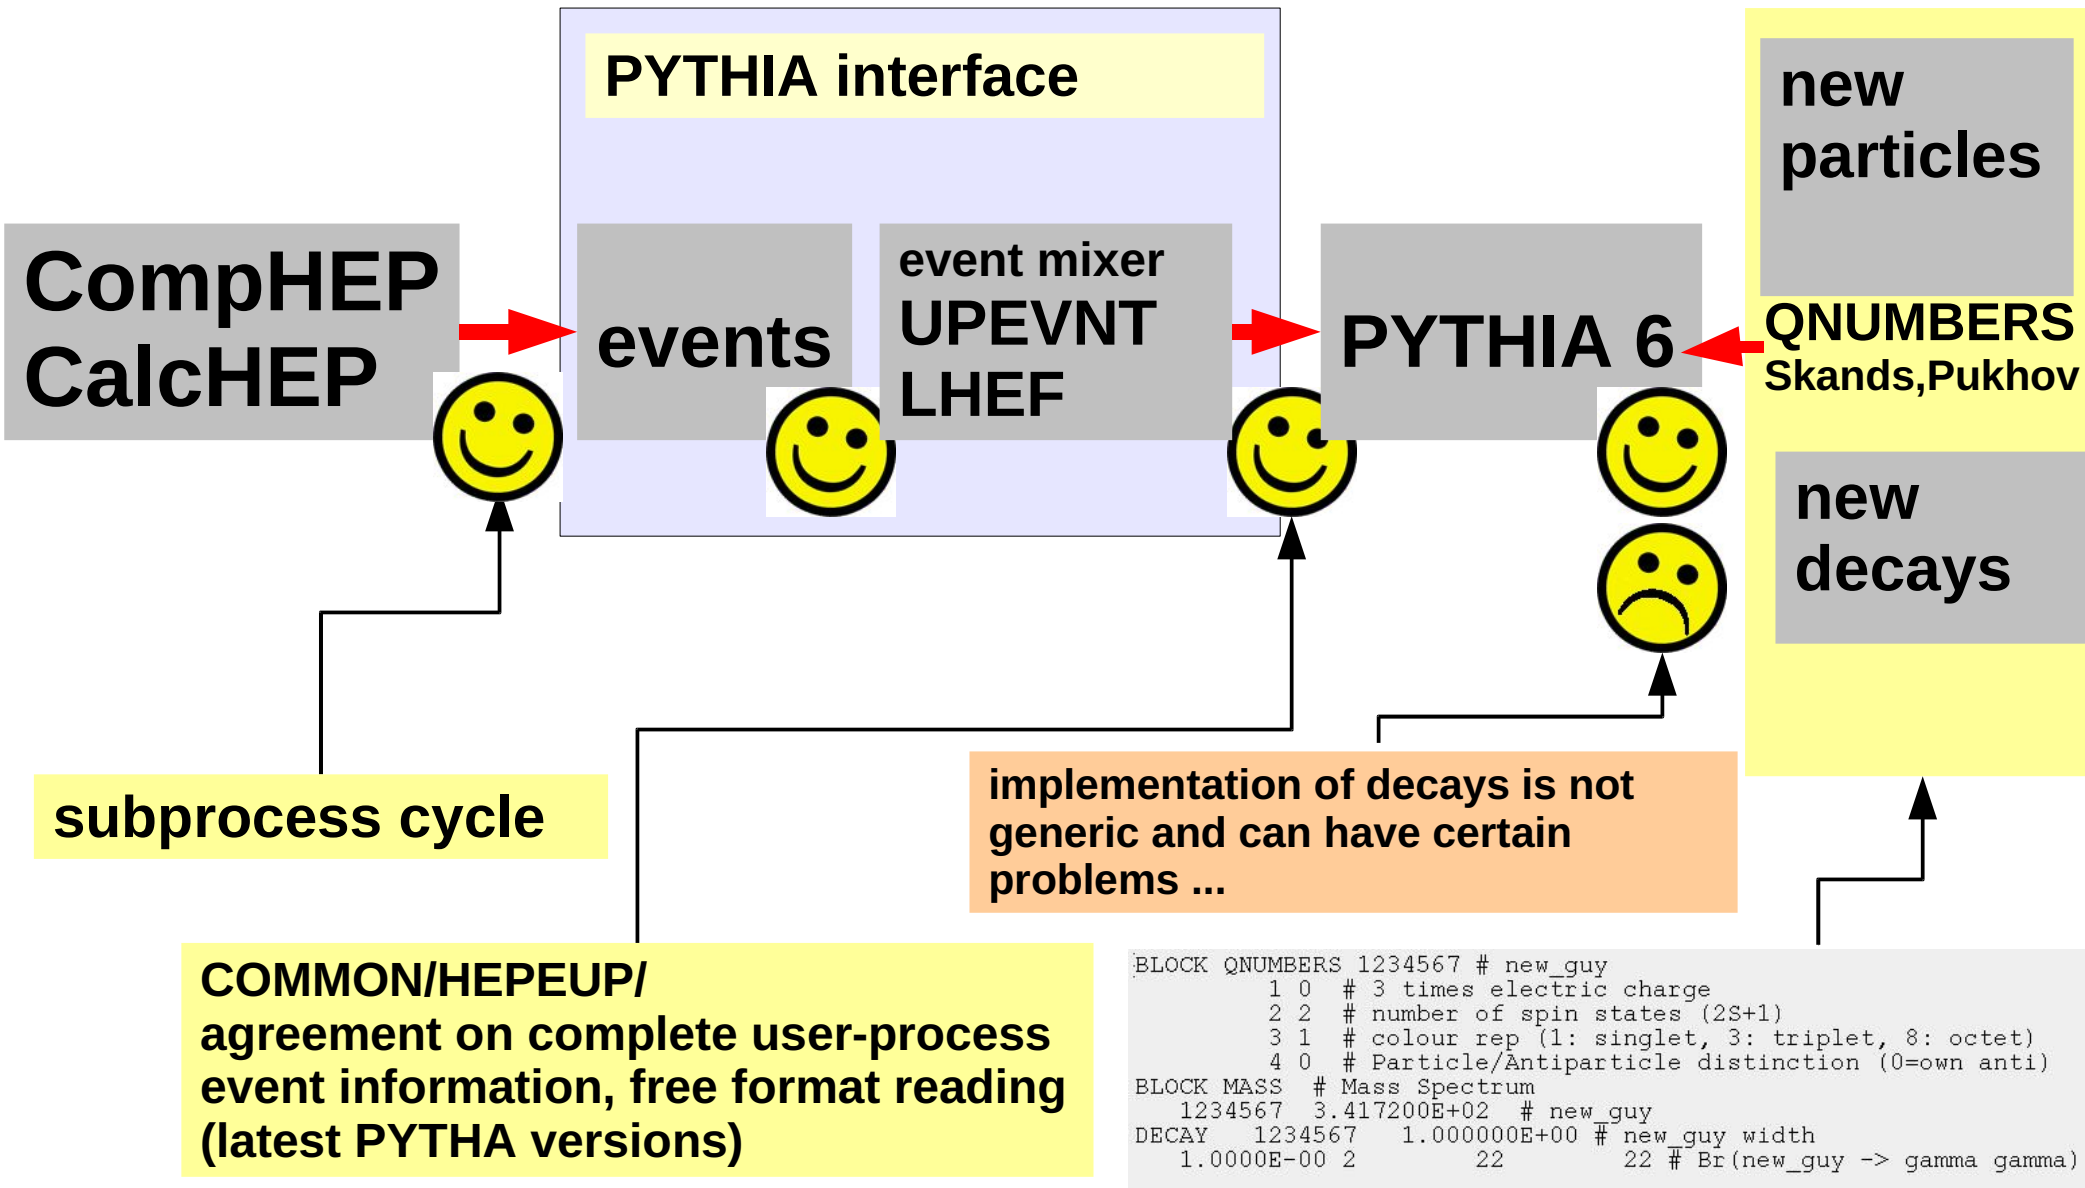 PYTHIA interface
new
particles
CompHEP
CalcHEP
events
event mixer
UPEVNT
LHEF
PYTHIA 6
QNUMBERS
Skands,Pukhov
new
decays
subprocess cycle
implementation of decays is not
generic and can have certain
problems ...
COMMON/HEPEUP/
agreement on complete user-process
event information, free format reading
(latest PYTHA versions)
BLOCK QNUMBERS 1234567 # new_guy
1 0 # 3 times electric charge
2 2 # number of spin states (2S+1)
3 1 # colour rep (1: singlet, 3: triplet, 8: octet)
4 0 # Particle/Antiparticle distinction (0=own anti)
BLOCK MASS # Mass Spectrum
1234567 3.417200E+02 # new_guy
DECAY 1234567 1.000000E+00 # new_guy width
1.0000E-00 2 22 22 # Br(new_guy -> gamma gamma)